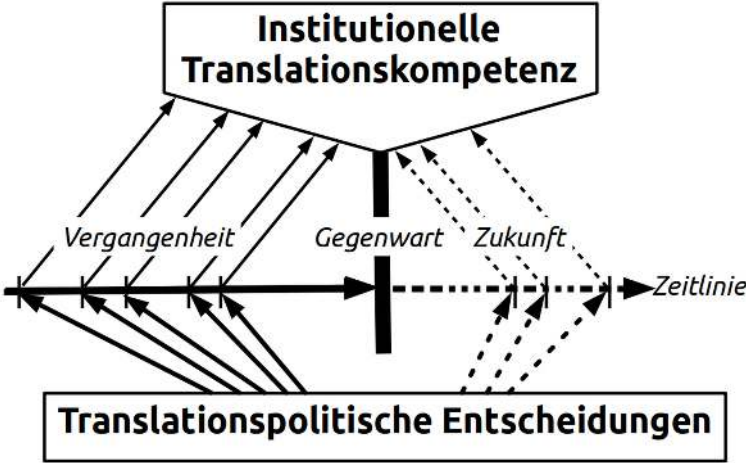 Institutionelle
Translationskompetenz
Vergangenheit Gegenwart Zukunft
Zeitlinie
Translationspolitische Entscheidungen